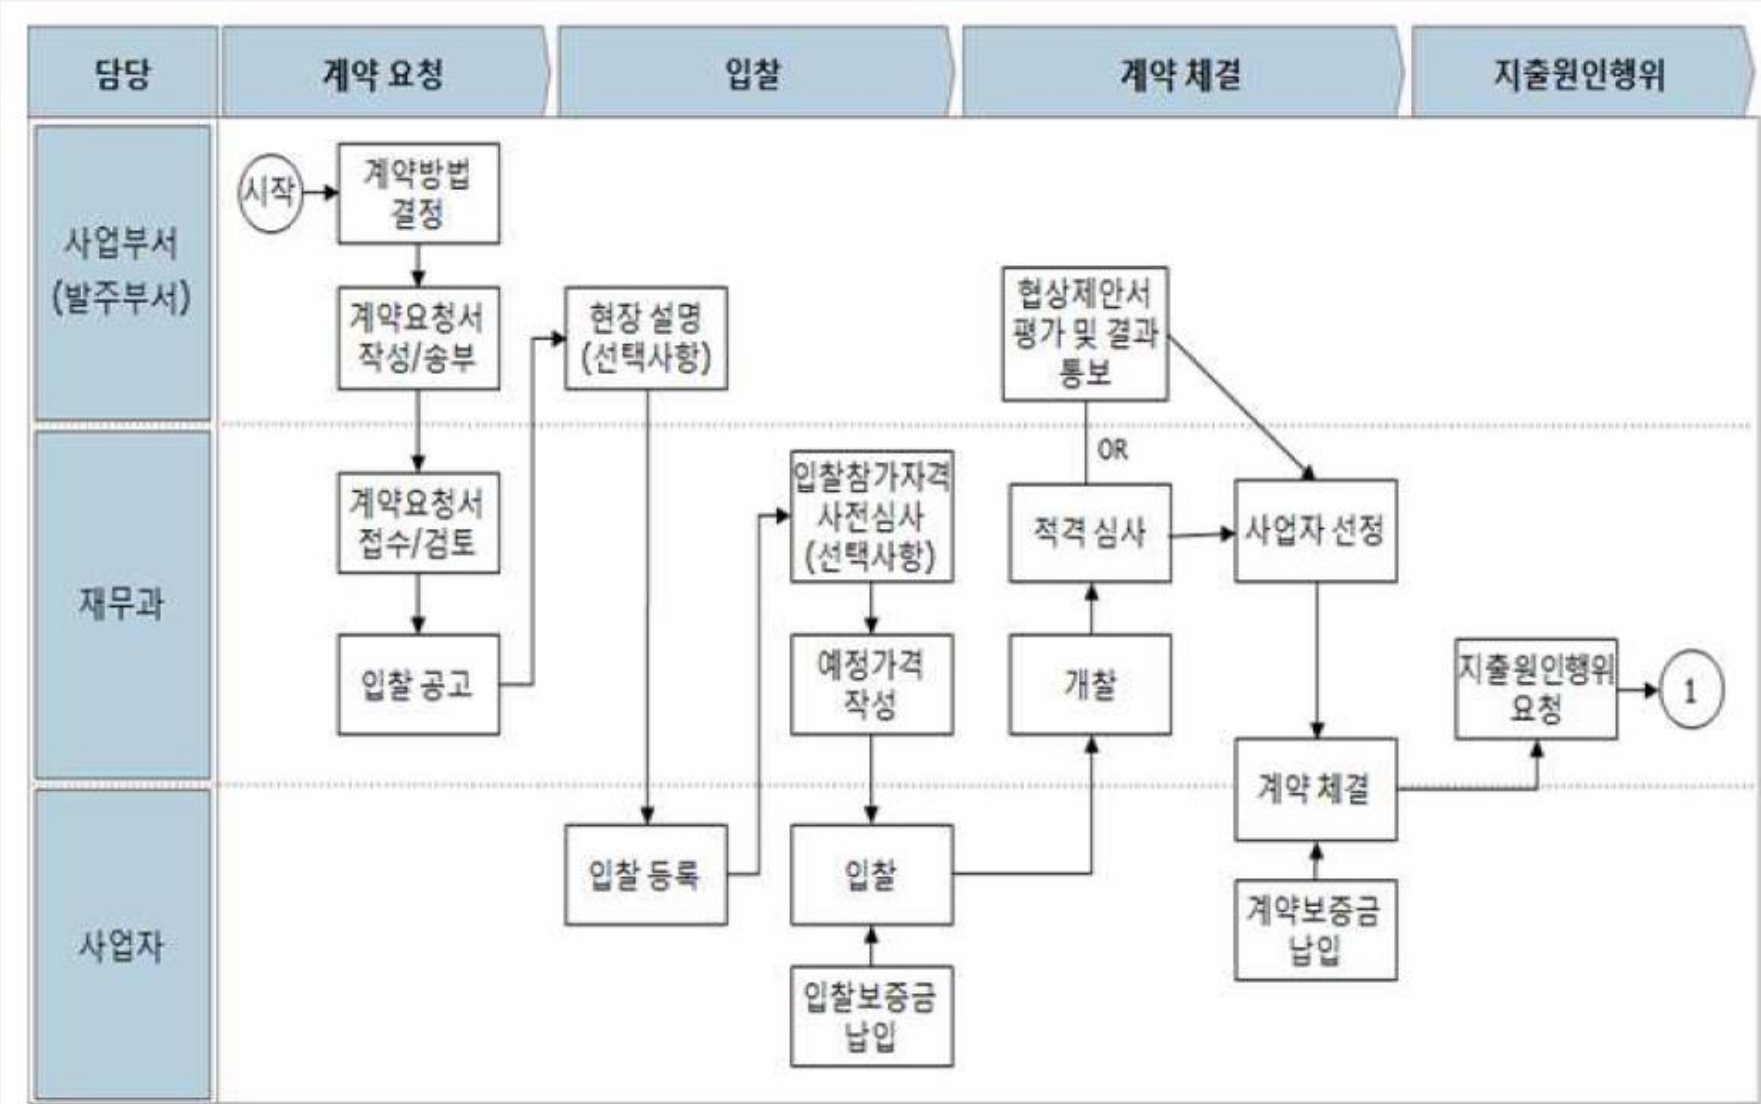 담당
계약 요청
입찰
계약 체결
지출원인행위
사업부서
(발주부서)
시작
계약방법
결정
계약요청서
작성/송부
현장 설명
(선택사항)
협상제안서
평가 및 결과
통보
OR
재무과
계약요청서
접수/검토
입찰 공고
입찰참가자격
사전심사
(선택사항)
예정가격
작성
적격 심사
개찰
사업자 선정
계약 체결
지출원인행위
요청
1
사업자
입찰 등록
입찰
입찰보증금
납입
계약보증금
납입